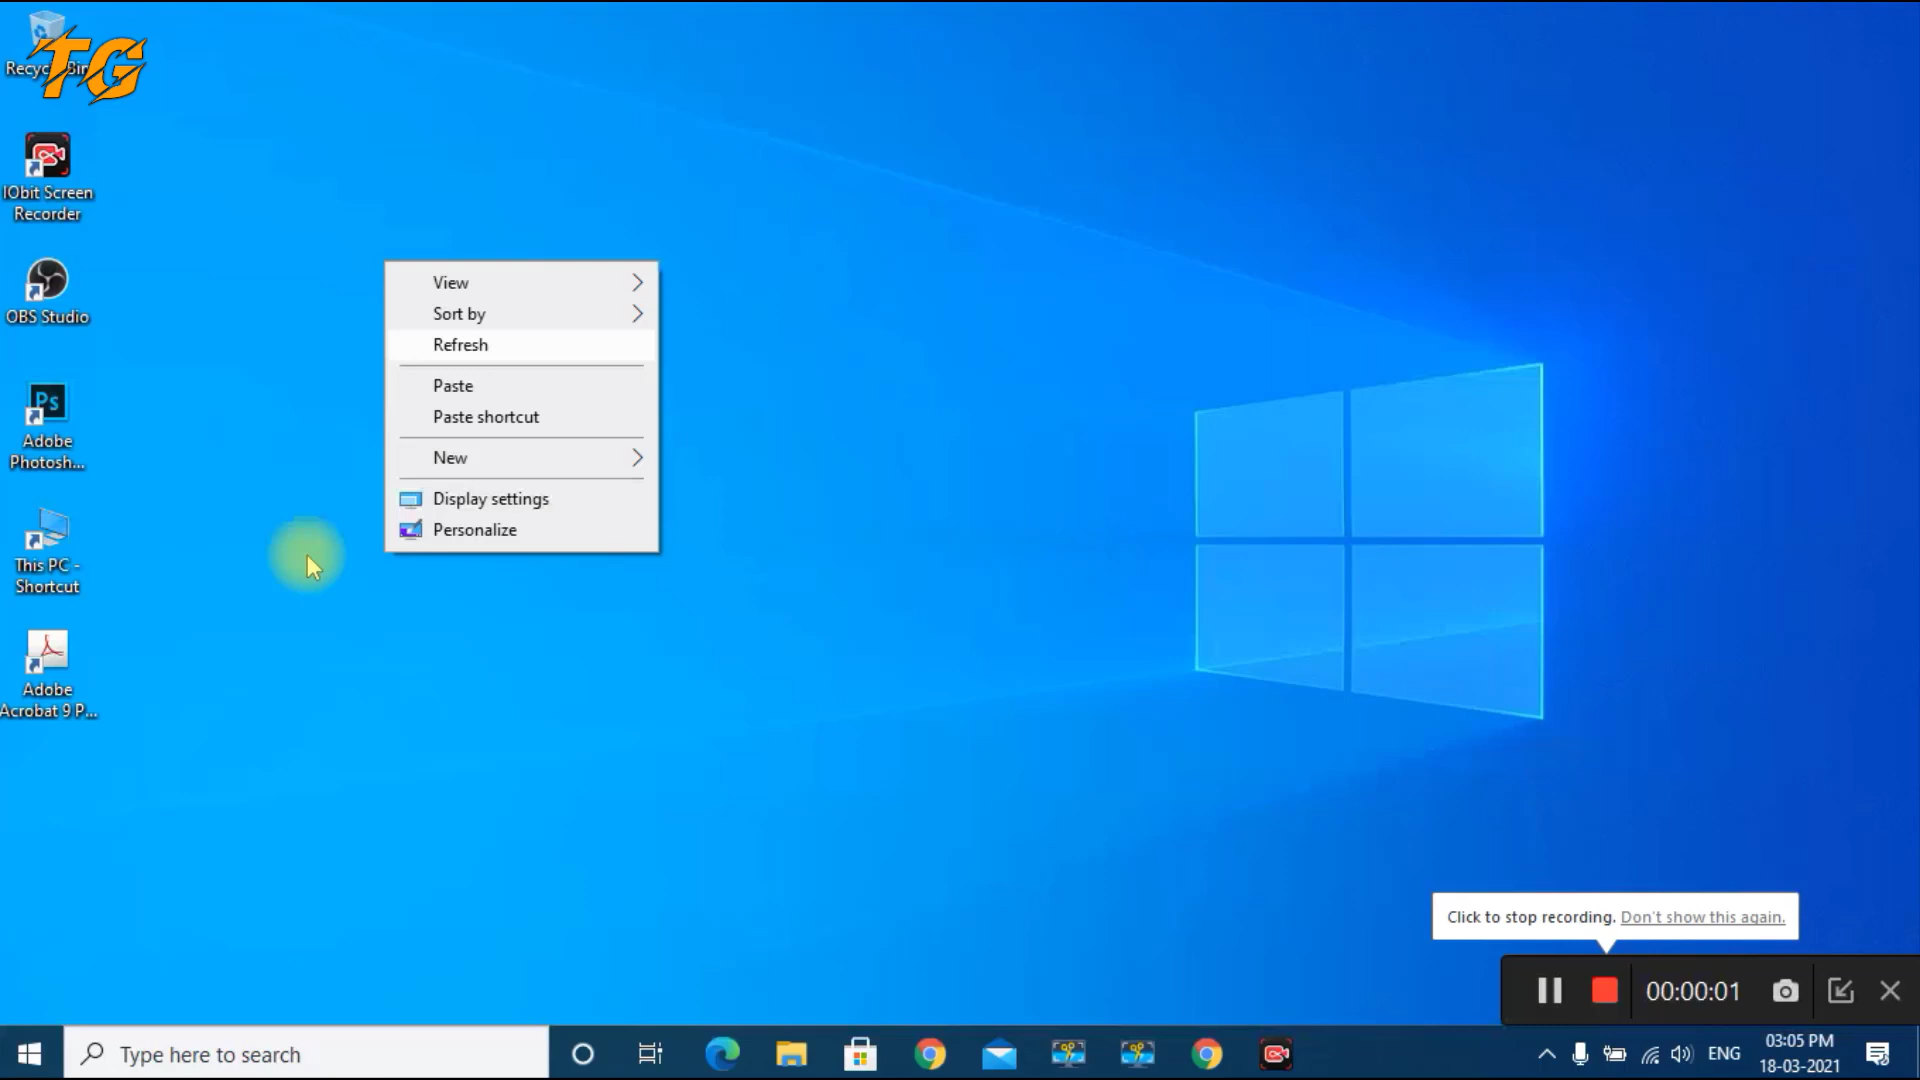 Recycle Bin
TG
IObit Screen
Recorder
OBS Studio
Ps
Adobe
Photosh...
This PC -
Shortcut
Adobe
Acrobat 9 P...
View
Sort by
Refresh
Paste
Paste shortcut
New
Display settings
Personalize
Click to stop recording. Don't show this again.
00:00:01
Type here to search
ENG
03:05 PM
18-03-2021